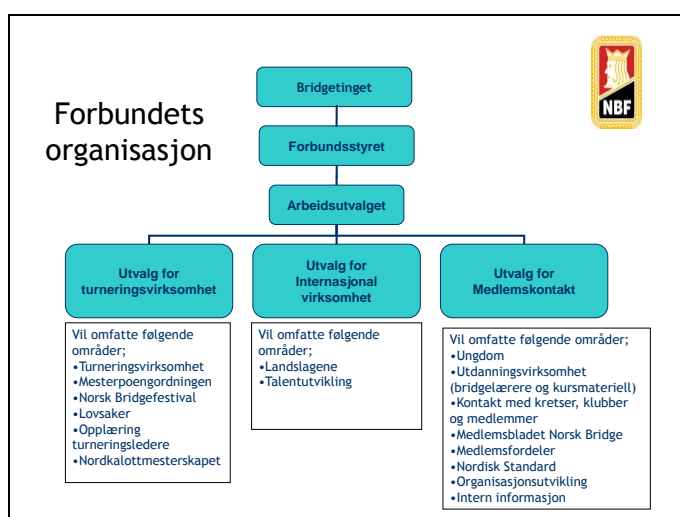 Forbundets
organisasjon
NBF
Bridgetinget
Forbundsstyret
Arbeidsutvalget
Utvalg for
turneringsvirksomhet
Utvalg for
Internasjonal
virksomhet
Utvalg for
Medlemskontakt
Vil omfatte følgende
områder;
•Turneringsvirksomhet
•Mesterpoengordningen
•Norsk Bridgefestival
•Lovsaker
•Opplæring
turneringsledere
•Nordkalottmesterskapet
Vil omfatte følgende
områder;
•Landslagene
•Talentutvikling
Vil omfatte følgende områder;
•Ungdom
•Utdanningsvirksomhet
(bridgelærere og kursmateriell)
•Kontakt med kretser, klubber
og medlemmer
•Medlemsbladet Norsk Bridge
•Medlemsfordeler
•Nordisk Standard
•Organisasjonsutvikling
•Intern informasjon